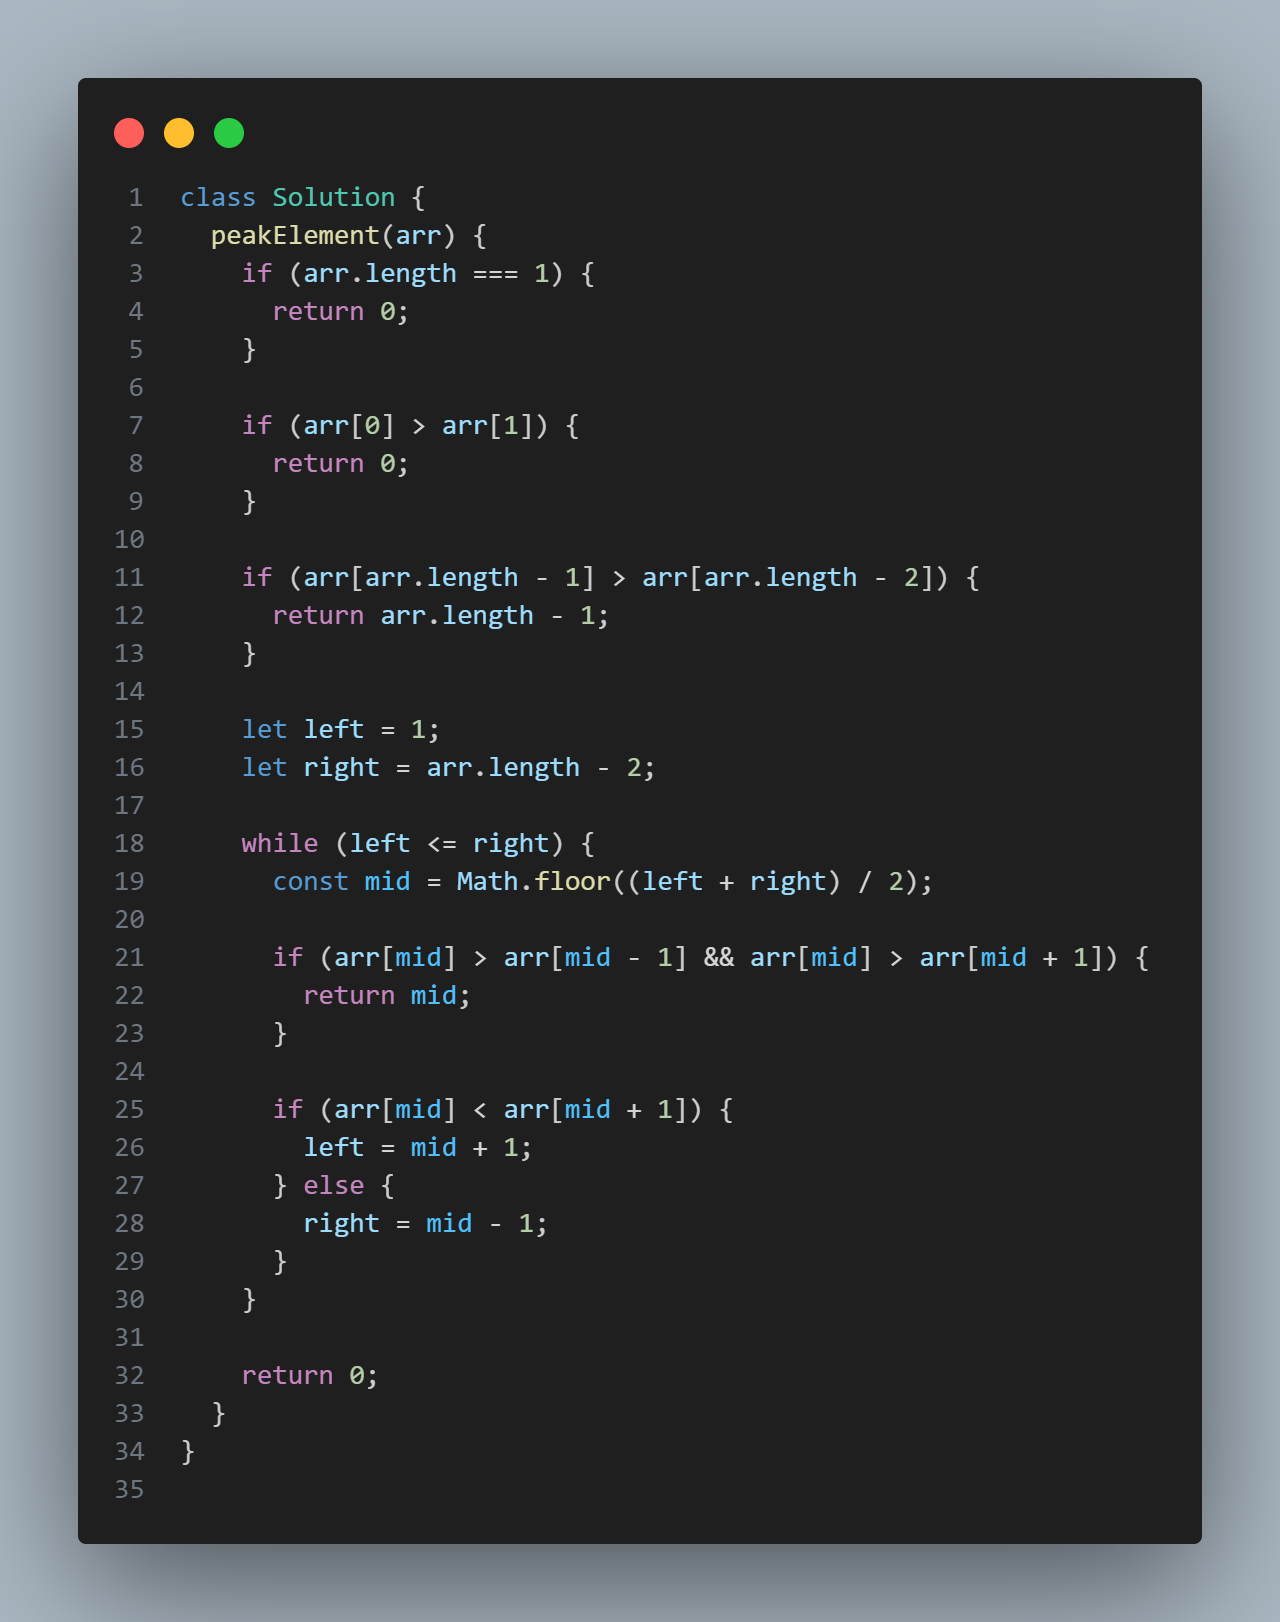 1 class Solution {
2   peakElement(arr) {
3     if (arr.length === 1) {
4       return 0;
5     }
6
7     if (arr[0] > arr[1]) {
8       return 0;
9     }
10
11     if (arr[arr.length - 1] > arr[arr.length - 2]) {
12       return arr.length - 1;
13     }
14
15     let left = 1;
16     let right = arr.length - 2;
17
18     while (left <= right) {
19       const mid = Math.floor((left + right) / 2);
20
21       if (arr[mid] > arr[mid - 1] && arr[mid] > arr[mid + 1]) {
22         return mid;
23       }
24
25       if (arr[mid] < arr[mid + 1]) {
26         left = mid + 1;
27       } else {
28         right = mid - 1;
29       }
30     }
31
32     return 0;
33   }
34 }
35